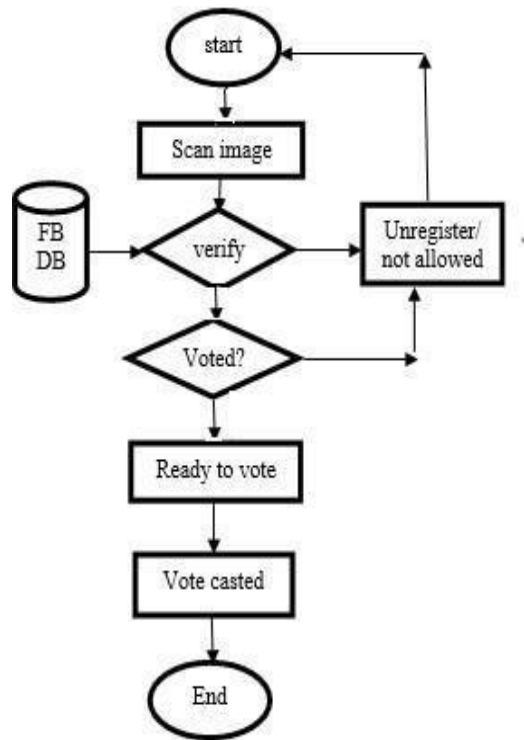 start
Scan image
FB
DB
verify
Unregister/
not allowed
Voted?
Ready to vote
Vote casted
End